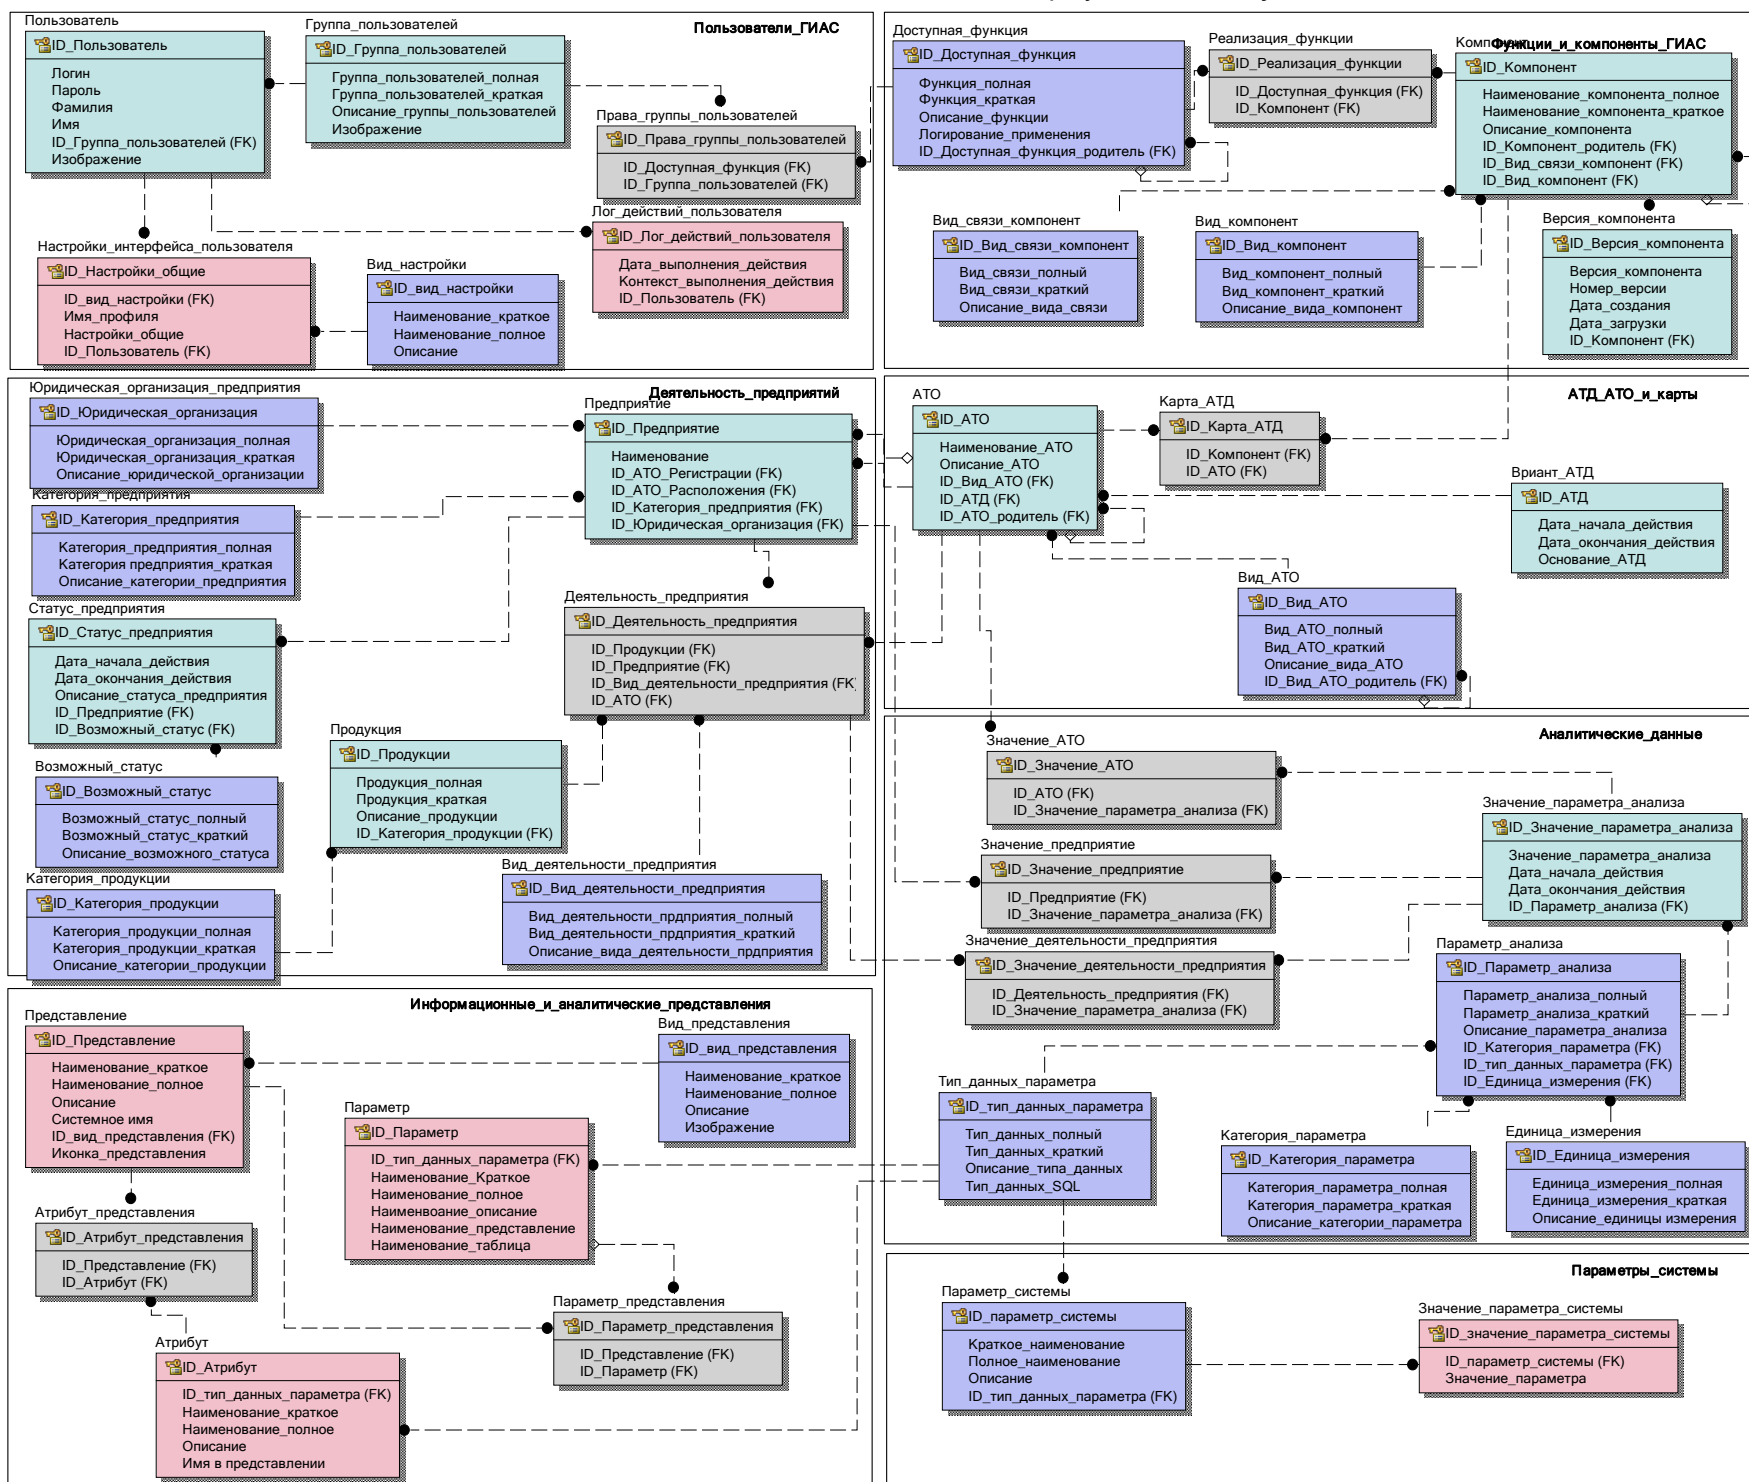 Пользователи_ГИАС
Пользователь
ID_Пользователь
Логин
Пароль
Фамилия
Имя
ID_Группа_пользователей (FK)
Изображение
Группа_пользователей
ID_Группа_пользователей
Группа_пользователей_полная
Группа_пользователей_краткая
Описание_группы_пользователей
Изображение
Права_группы_пользователей
ID_Права_группы_пользователей
ID_Доступная_функция (FK)
ID_Группа_пользователей (FK)
Лог_действий_пользователя
ID_Лог_действий_пользователя
Дата_выполнения_действия
Контекст_выполнения_действия
ID_Пользователь (FK)
Настройки_интерфейса_пользователя
ID_Настройки_общие
ID_вид_настройки (FK)
Имя_профиля
Настройки_общие
ID_Пользователь (FK)
Вид_настройки
ID_вид_настройки
Наименование_краткое
Наименование_полное
Описание
Функции_и_компоненты_ГИАС
Доступная_функция
ID_Доступная_функция
Функция_полная
Функция_краткая
Описание_функции
Логирование_применения
ID_Доступная_функция_родитель (FK)
Реализация_функции
ID_Реализация_функции
ID_Доступная_функция (FK)
ID_Компонент (FK)
Компонент
ID_Компонент
Наименование_компонента_полное
Наименование_компонента_краткое
Описание_компонента
ID_Компонент_родитель (FK)
ID_Вид_связи_компонент (FK)
ID_Вид_компонент (FK)
Вид_связи_компонент
ID_Вид_связи_компонент
Вид_связи_полный
Вид_связи_краткий
Описание_вида_связи
Вид_компонент
ID_Вид_компонент
Вид_компонент_полный
Вид_компонент_краткий
Описание_вида_компонент
Версия_компонента
ID_Версия_компонента
Версия_компонента
Номер_версии
Дата_создания
Дата_загрузки
ID_Компонент (FK)
Деятельность_предприятий
Юридическая_организация_предприятия
ID_Юридическая_организация
Юридическая_организация_полная
Юридическая_организация_краткая
Описание_юридической_организации
Категория_предприятия
ID_Категория_предприятия
Категория_предприятия_полная
Категория предприятия_краткая
Описание_категории_предприятия
Статус_предприятия
ID_Статус_предприятия
Дата_начала_действия
Дата_окончания_действия
Описание_статуса_предприятия
ID_Предприятие (FK)
ID_Возможный_статус (FK)
Возможный_статус
ID_Возможный_статус
Возможный_статус_полный
Возможный_статус_краткий
Описание_возможного_статуса
Категория_продукции
ID_Категория_продукции
Категория_продукции_полная
Категория_продукции_краткая
Описание_категории_продукции
Предприятие
ID_Предприятие
Наименование
ID_АТО_Регистрации (FK)
ID_АТО_Расположения (FK)
ID_Категория_предприятия (FK)
ID_Юридическая_организация (FK)
Деятельность_предприятия
ID_Деятельность_предприятия
ID_Продукции (FK)
ID_Предприятие (FK)
ID_Вид_деятельности_предприятия (FK)
ID_АТО (FK)
Продукция
ID_Продукции
Продукция_полная
Продукция_краткая
Описание_продукции
ID_Категория_продукции (FK)
Вид_деятельности_предприятия
ID_Вид_деятельности_предприятия
Вид_деятельности_прдприятия_полный
Вид_деятельности_прдприятия_краткий
Описание_вида_деятельности_прдприятия
АТД_АТО_и_карты
АТО
ID_АТО
Наименование_АТО
Описание_АТО
ID_Вид_АТО (FK)
ID_АТД (FK)
ID_АТО_родитель (FK)
Карта_АТД
ID_Карта_АТД
ID_Компонент (FK)
ID_АТО (FK)
Вриант_АТД
ID_АТД
Дата_начала_действия
Дата_окончания_действия
Основание_АТД
Вид_АТО
ID_Вид_АТО
Вид_АТО_полный
Вид_АТО_краткий
Описание_вида_АТО
ID_Вид_АТО_родитель (FK)
Аналитические_данные
Значение_АТО
ID_Значение_АТО
ID_АТО (FK)
ID_Значение_параметра_анализа (FK)
Значение_параметра_анализа
ID_Значение_параметра_анализа
Значение_параметра_анализа
Дата_начала_действия
Дата_окончания_действия
ID_Параметр_анализа (FK)
Значение_предприятие
ID_Значение_предприятие
ID_Предприятие (FK)
ID_Значение_параметра_анализа (FK)
Значение_деятельности_предприятия
ID_Значение_деятельности_предприятия
ID_Деятельность_предприятия (FK)
ID_Значение_параметра_анализа (FK)
Параметр_анализа
ID_Параметр_анализа
Параметр_анализа_полный
Параметр_анализа_краткий
Описание_параметра_анализа
ID_Категория_параметра (FK)
ID_тип_данных_параметра (FK)
ID_Единица_измерения (FK)
Тип_данных_параметра
ID_тип_данных_параметра
Тип_данных_полный
Тип_данных_краткий
Описание_типа_данных
Тип_данных_SQL
Категория_параметра
ID_Категория_параметра
Категория_параметра_полная
Категория_параметра_краткая
Описание_категории_параметра
Единица_измерения
ID_Единица_измерения
Единица_измерения_полная
Единица_измерения_краткая
Описание_единицы измерения
Информационные_и_аналитические_представления
Представление
ID_Представление
Наименование_краткое
Наименование_полное
Описание
Системное имя
ID_вид_представления (FK)
Иконка_представления
Вид_представления
ID_вид_представления
Наименование_краткое
Наименование_полное
Описание
Изображение
Параметр
ID_Параметр
ID_тип_данных_параметра (FK)
Наименование_Краткое
Наименование_полное
Наименвоание_описание
Наименование_представление
Наименование_таблица
Атрибут_представления
ID_Атрибут_представления
ID_Представление (FK)
ID_Атрибут (FK)
Параметр_представления
ID_Параметр_представления
ID_Представление (FK)
ID_Параметр (FK)
Атрибут
ID_Атрибут
ID_тип_данных_параметра (FK)
Наименование_краткое
Наименование_полное
Описание
Имя в представлении
Параметры_системы
Параметр_системы
ID_параметр_системы
Краткое_наименование
Полное_наименование
Описание
ID_тип_данных_параметра (FK)
Значение_параметра_системы
ID_значение_параметра_системы
ID_параметр_системы (FK)
Значение_параметра